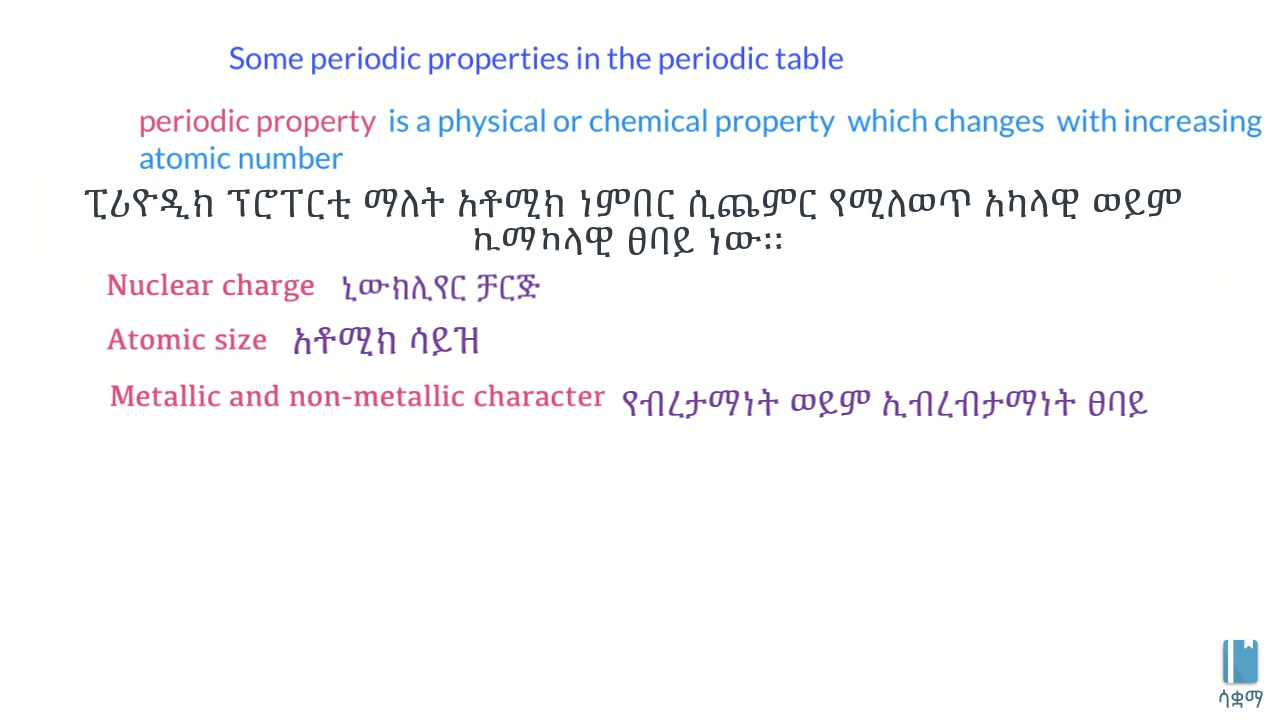 Some periodic properties in the periodic table
periodic property is a physical or chemical property which changes with increasing
atomic number
ፒሪዮዲክ ፕሮፐርቲ ማለት አቶሚክ ነምበር ሲጨምር የሚለወጥ አካላዊ ወይም
ኪማካላዊ ፀባይ ነው፡፡
Nuclear charge ኒውክሊየር ቻርጅ
Atomic size አቶሚክ ሳይዝ
Metallic and non-metallic character የብረታማነት ወይም ኢብረብታማነት ፀባይ
ሳቋማ